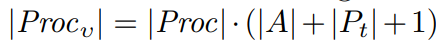 |Proc_υ| = |Proc| · (|A| + |P_t| + 1)